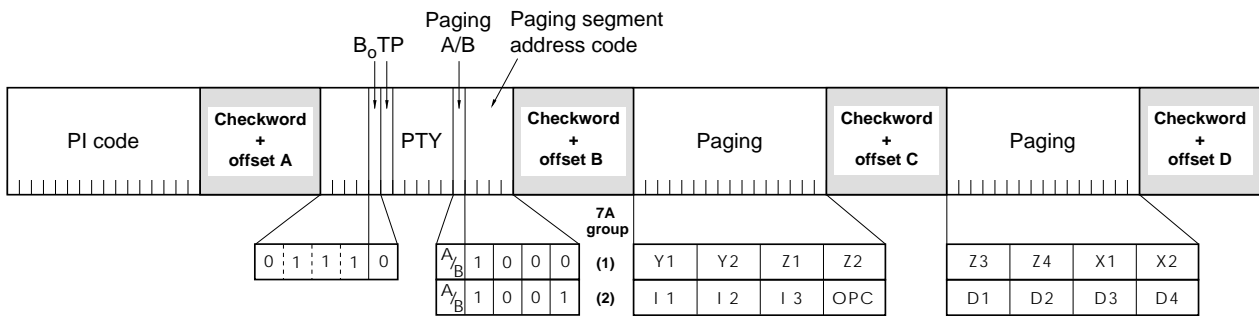 Paging Paging segment
BoTP A/B address code
PI code
Checkword
+
offset A
PTY
Checkword
+
offset B
Paging
Checkword
+
offset C
Paging
Checkword
+
offset D
7A
group
0 1 1 1 0
A/B 1 0 0 0 (1) Y1 Y2 Z1 Z2 Z3 Z4 X1 X2
A/B 1 0 0 1 (2) I1 I2 I3 OPC D1 D2 D3 D4